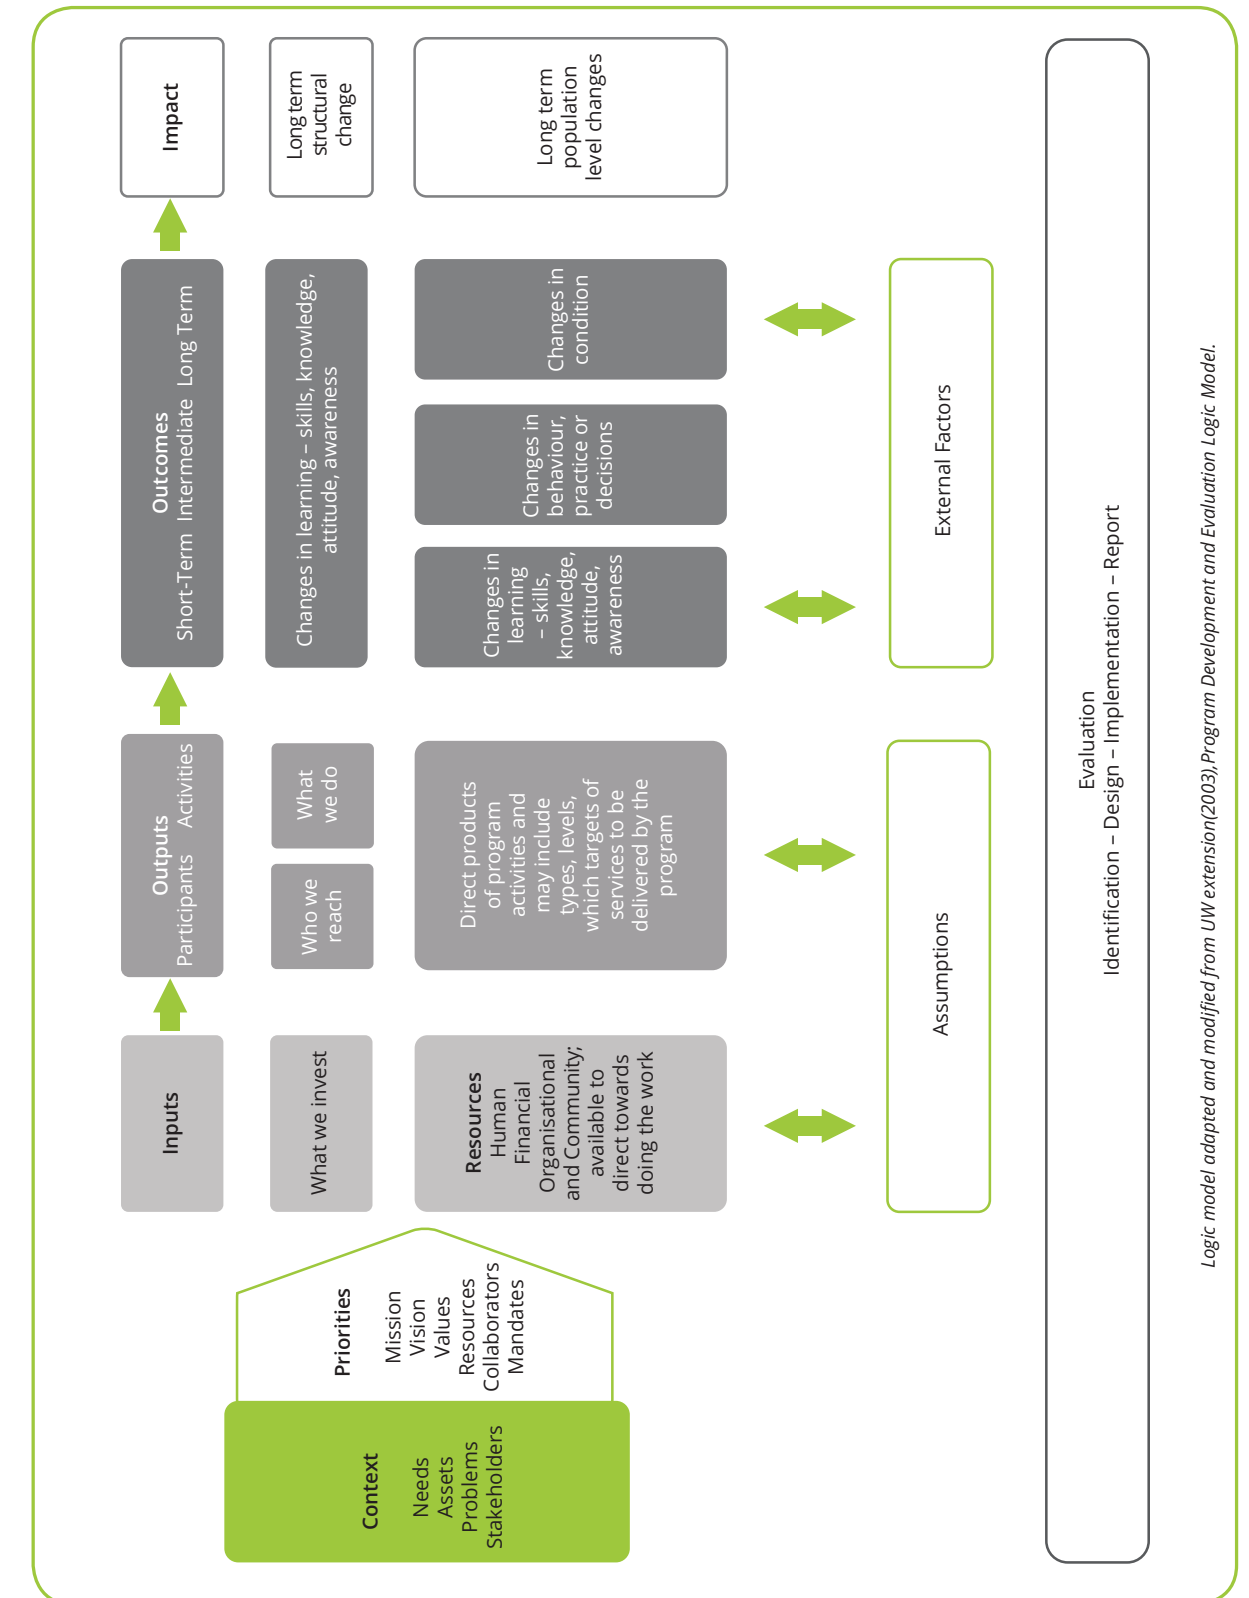 Context
Needs
Assets
Problems
Stakeholders
Priorities
Mission
Vision
Values
Resources
Collaborators
Mandates
Inputs
What we invest
Resources
Human
Financial
Organisational
and Community;
available to
direct towards
doing the work
Outputs
Participants Activities
Who we
reach
What
we do
Direct products
of program
activities and
may include
types, levels,
which targets of
services to be
delivered by the
program
Outcomes
Short-Term Intermediate Long Term
Changes in learning – skills, knowledge,
attitude, awareness
Changes in
learning
– skills,
knowledge,
attitude,
awareness
Changes in
behaviour,
practice or
decisions
Changes in
condition
Impact
Long term
structural
change
Long term
population
level changes
Assumptions
External Factors
Evaluation
Identification – Design – Implementation – Report
Logic model adapted and modified from UW extension(2003),Program Development and Evaluation Logic Model.